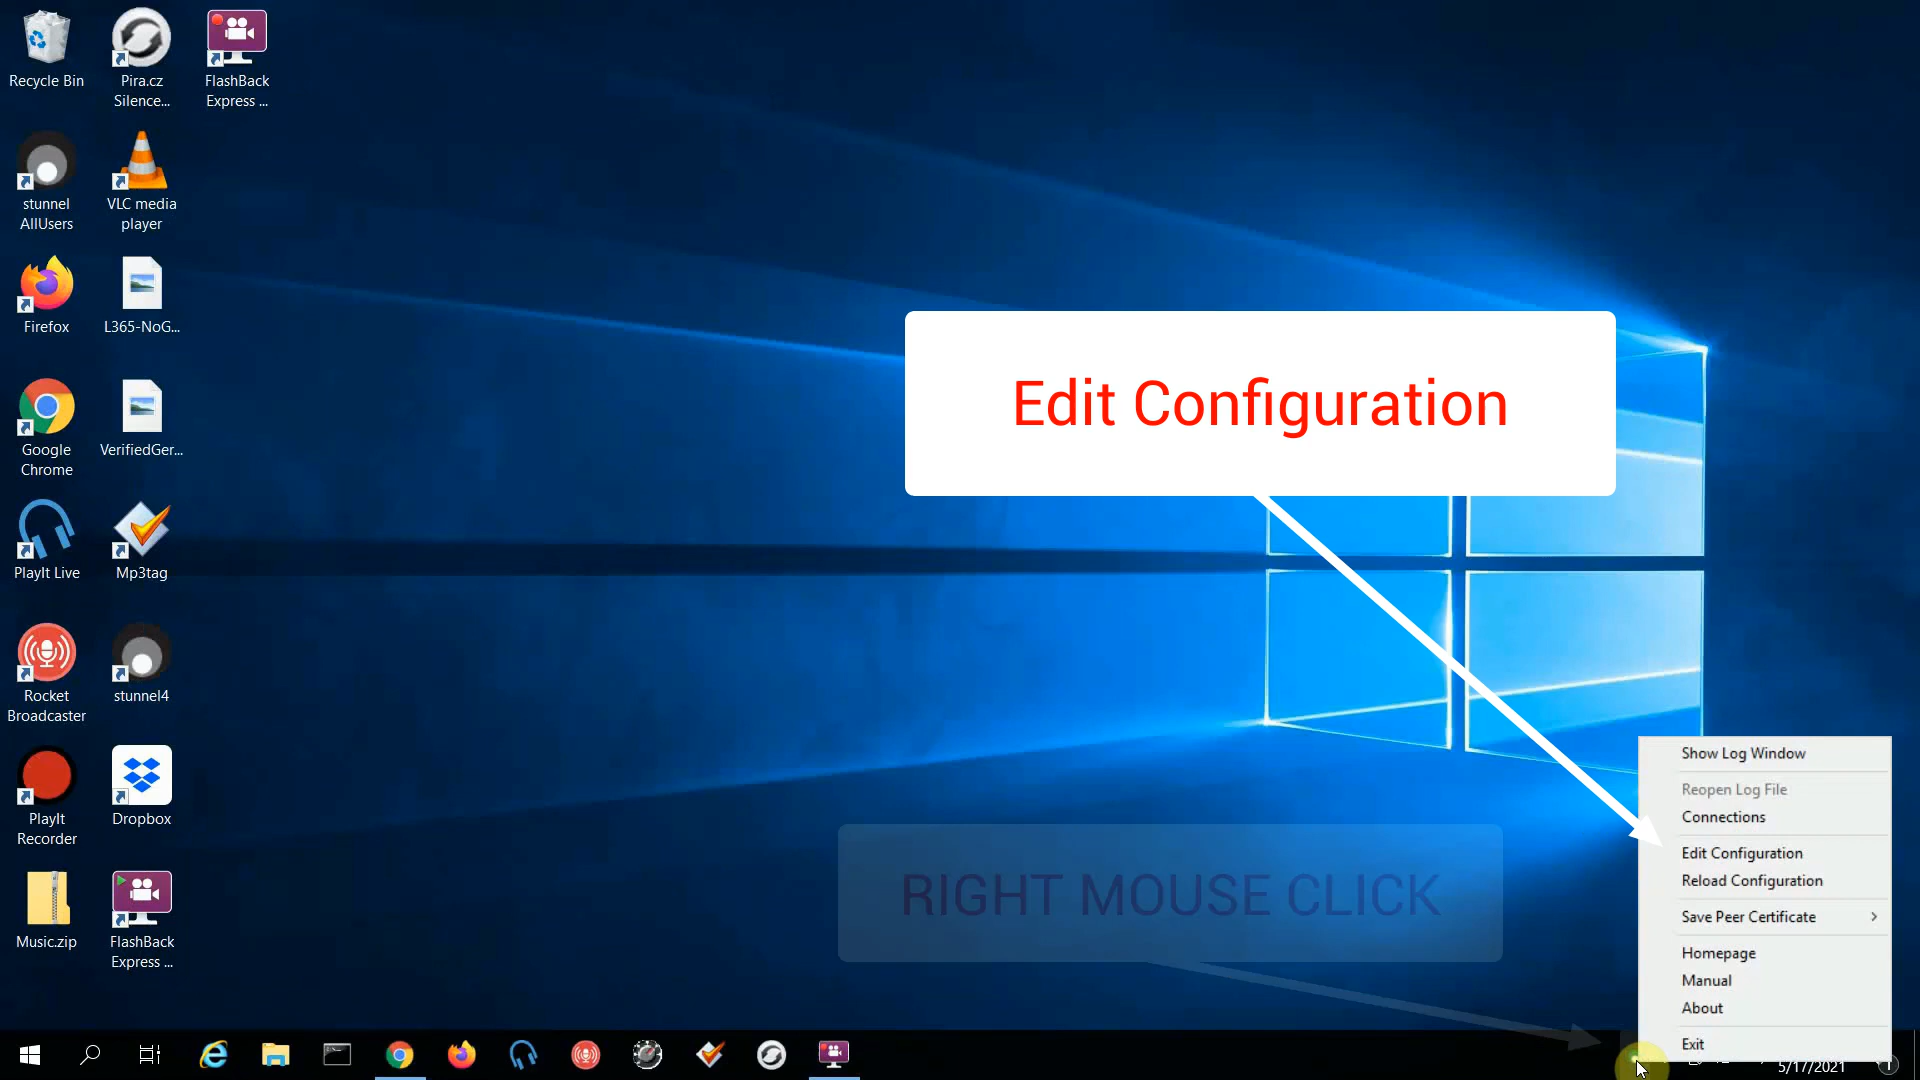 Recycle Bin
Pira.cz
Silence...
FlashBack
Express ...
stunnel
AllUsers
VLC media
player
Firefox
L365-NoG...
Google
Chrome
VerifiedGer...
PlayIt Live
Mp3tag
Rocket
Broadcaster
stunnel4
PlayIt
Recorder
Dropbox
Music.zip
FlashBack
Express ...
Edit Configuration
RIGHT MOUSE CLICK
Show Log Window
Reopen Log File
Connections
Edit Configuration
Reload Configuration
Save Peer Certificate
Homepage
Manual
About
Exit
5/17/2021
1